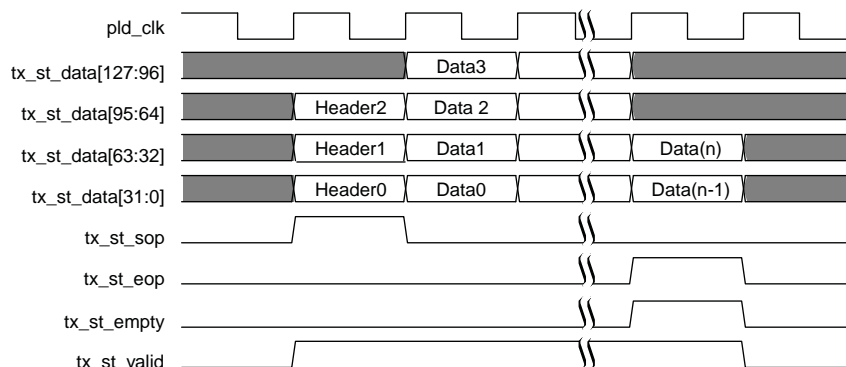 pld_clk
tx_st_data[127:96] Data3
tx_st_data[95:64] Header2 Data 2
tx_st_data[63:32] Header1 Data1 Data(n)
tx_st_data[31:0] Header0 Data0 Data(n-1)
tx_st_sop
tx_st_eop
tx_st_empty
tx_st_valid